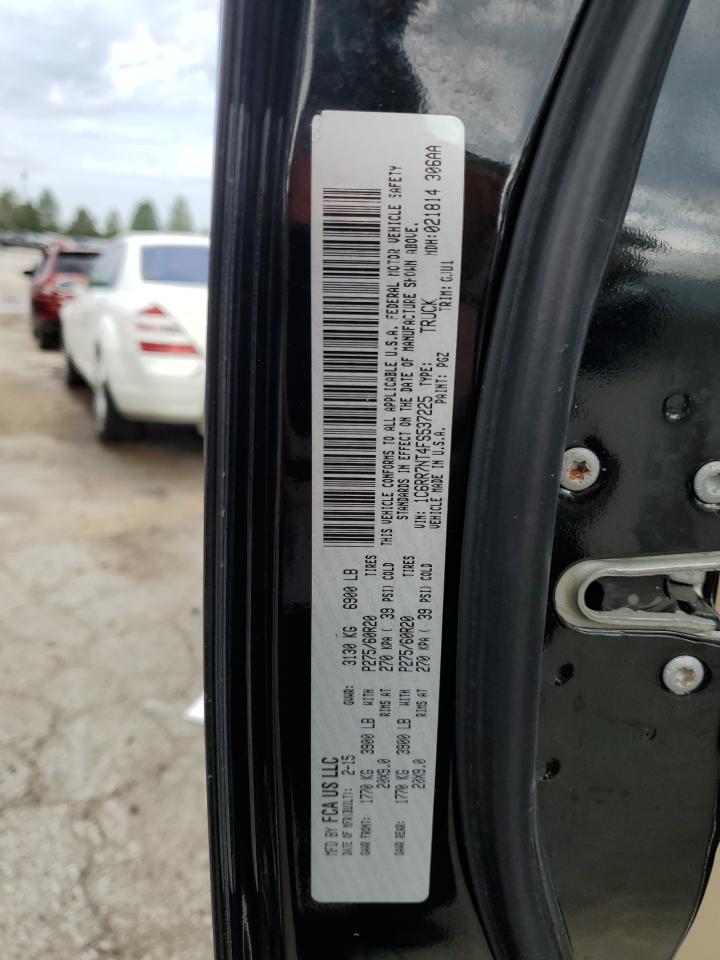 MFD BY FCA US LLC
DATE OF MFR(BUILT): 2-15 GVWR: 3130 KG 6900 LB
GAWR FRONT: 1770 KG 3900 LB WITH P275/60R20 TIRES
20X9.0 RIMS AT 270 KPA ( 39 PSI) COLD
GAWR REAR: 1770 KG 3900 LB WITH P275/60R20 TIRES
20X9.0 RIMS AT 270 KPA ( 39 PSI) COLD
THIS VEHICLE CONFORMS TO ALL APPLICABLE U.S.A. FEDERAL MOTOR VEHICLE SAFETY
STANDARDS IN EFFECT ON THE DATE OF MANUFACTURE SHOWN ABOVE.
VIN: 1C6RR7NT4FS537225 TYPE: TRUCK MDH:021814 306AA
VEHICLE MADE IN U.S.A. PAINT: PGZ TRIM: GJU1